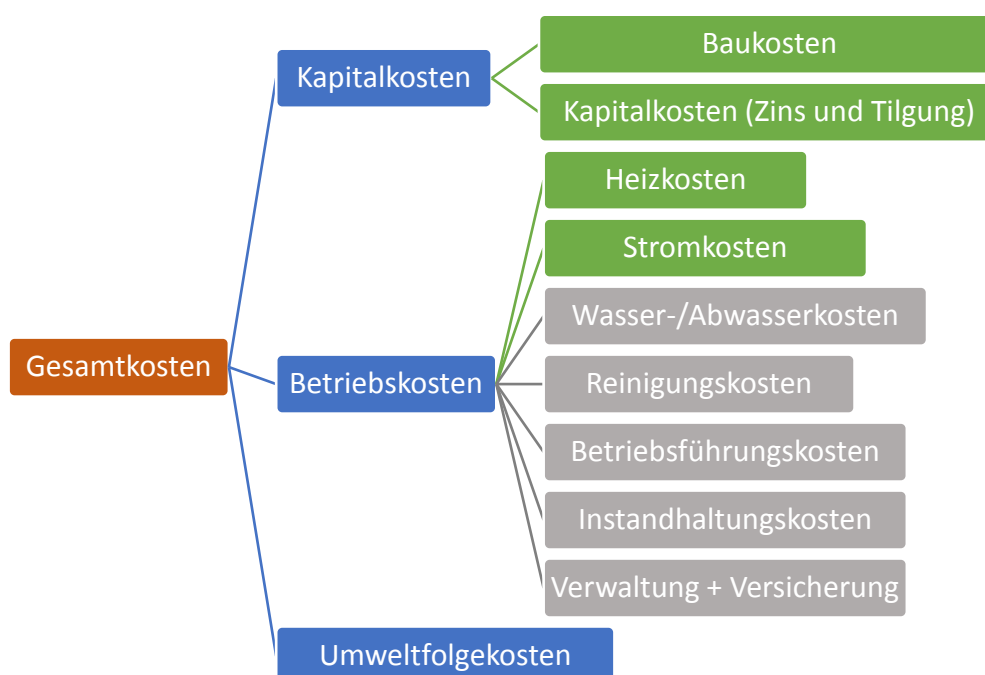 Baukosten
Kapitalkosten
Kapitalkosten (Zins und Tilgung)
Heizkosten
Stromkosten
Wasser-/Abwasserkosten
Gesamtkosten
Betriebskosten
Reinigungskosten
Betriebsführungskosten
Instandhaltungskosten
Verwaltung + Versicherung
Umweltfolgekosten